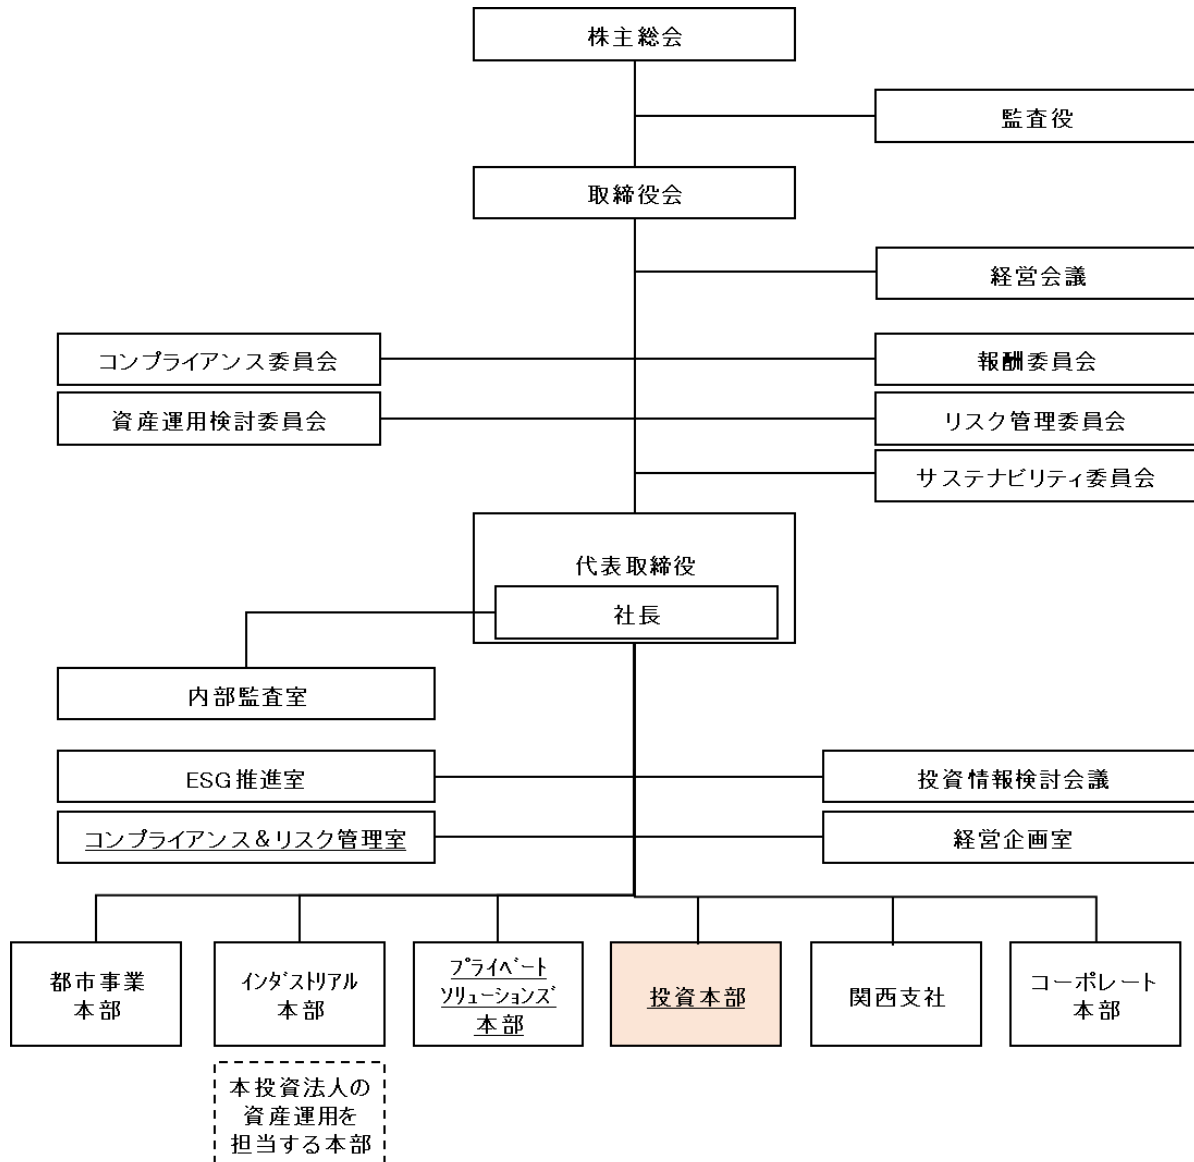 株主総会
監査役
取締役会
経営会議
コンプライアンス委員会
報酬委員会
資産運用検討委員会
リスク管理委員会
サステナビリティ委員会
代表取締役
社長
内部監査室
ESG推進室
投資情報検討会議
コンプライアンス&リスク管理室
経営企画室
都市事業
本部
ｲﾝﾀﾞｽﾄﾘｱﾙ
本部
ﾌﾟﾗｲﾍﾞｰﾄ
ｿﾘｭｰｼｮﾝｽﾞ
本部
投資本部
関西支社
コーポレート
本部
本投資法人の
資産運用を
担当する本部